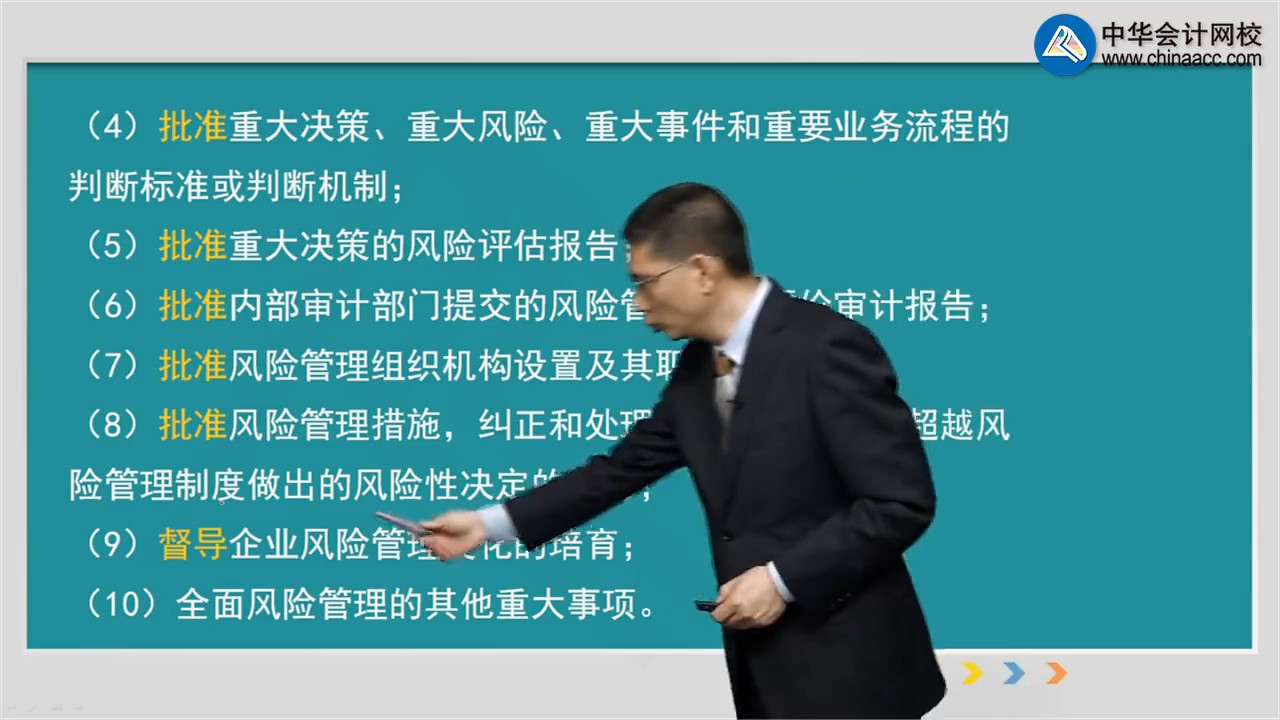 中华会计网校
www.chinaacc.com
（4）批准重大决策、重大风险、重大事件和重要业务流程的
判断标准或判断机制；
（5）批准重大决策的风险评估报告；
（6）批准内部审计部门提交的风险管 审计报告；
（7）批准风险管理组织机构设置及其职
（8）批准风险管理措施，纠正和处理 超越风
险管理制度做出的风险性决定的 ；
（9）督导企业风险管理文化的培育；
（10）全面风险管理的其他重大事项。